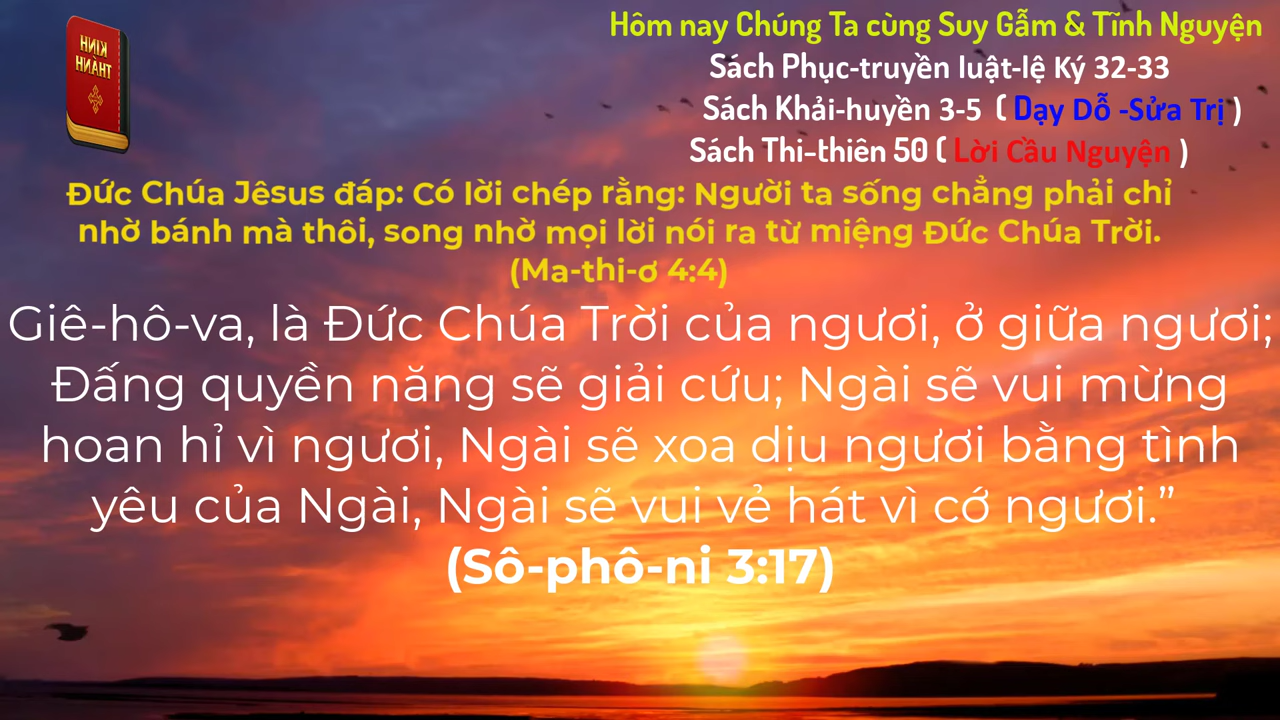 KINH
THÁNH
Hôm nay Chúng Ta cùng Suy Gẫm & Tĩnh Nguyện
Sách Phục-truyền luật-lệ Ký 32-33
Sách Khải-huyền 3-5 ( Dạy Dỗ -Sửa Trị )
Sách Thi-thiên 50 ( Lời Cầu Nguyện )
Đức Chúa Jêsus đáp: Có lời chép rằng: Người ta sống chẳng phải chỉ
nhờ bánh mà thôi, song nhờ mọi lời nói ra từ miệng Đức Chúa Trời.
(Ma-thi-ơ 4:4)
Giê-hô-va, là Đức Chúa Trời của ngươi, ở giữa ngươi;
Đấng quyền năng sẽ giải cứu; Ngài sẽ vui mừng
hoan hỉ vì ngươi, Ngài sẽ xoa dịu ngươi bằng tình
yêu của Ngài, Ngài sẽ vui vẻ hát vì cớ ngươi.”
(Sô-phô-ni 3:17)